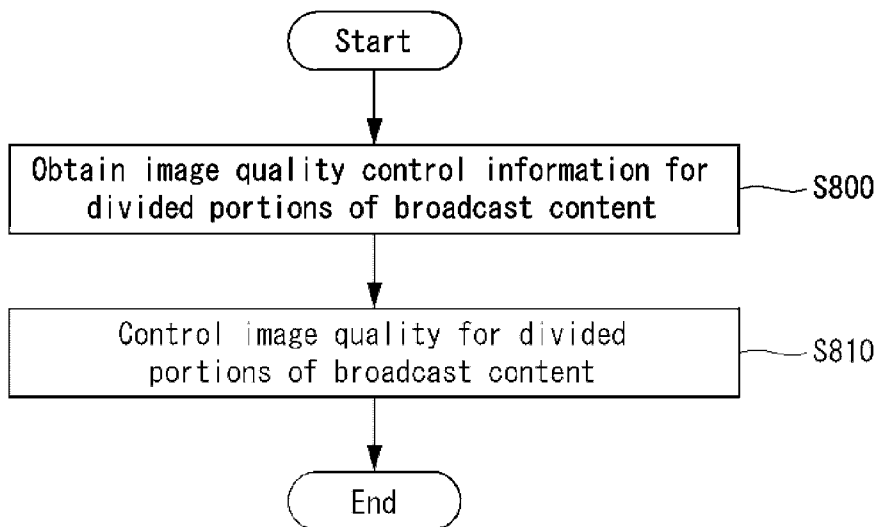 Start
Obtain image quality control information for
divided portions of broadcast content
S800
Control image quality for divided
portions of broadcast content
S810
End